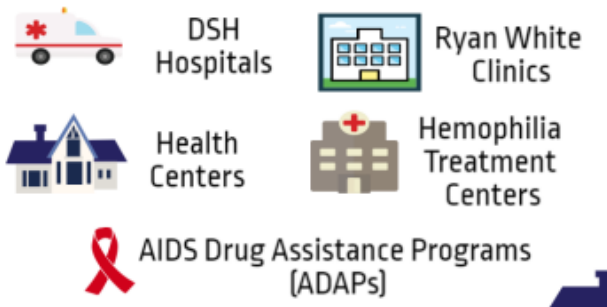 DSH
Hospitals
Ryan White
Clinics
Health
Centers
Hemophilia
Treatment
Centers
AIDS Drug Assistance Programs
(ADAPs)